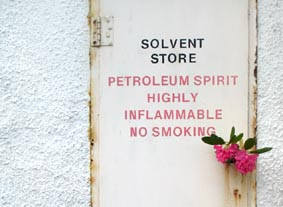 SOLVENT
STORE
PETROLEUM SPIRIT
HIGHLY
INFLAMMABLE
NO SMOKING